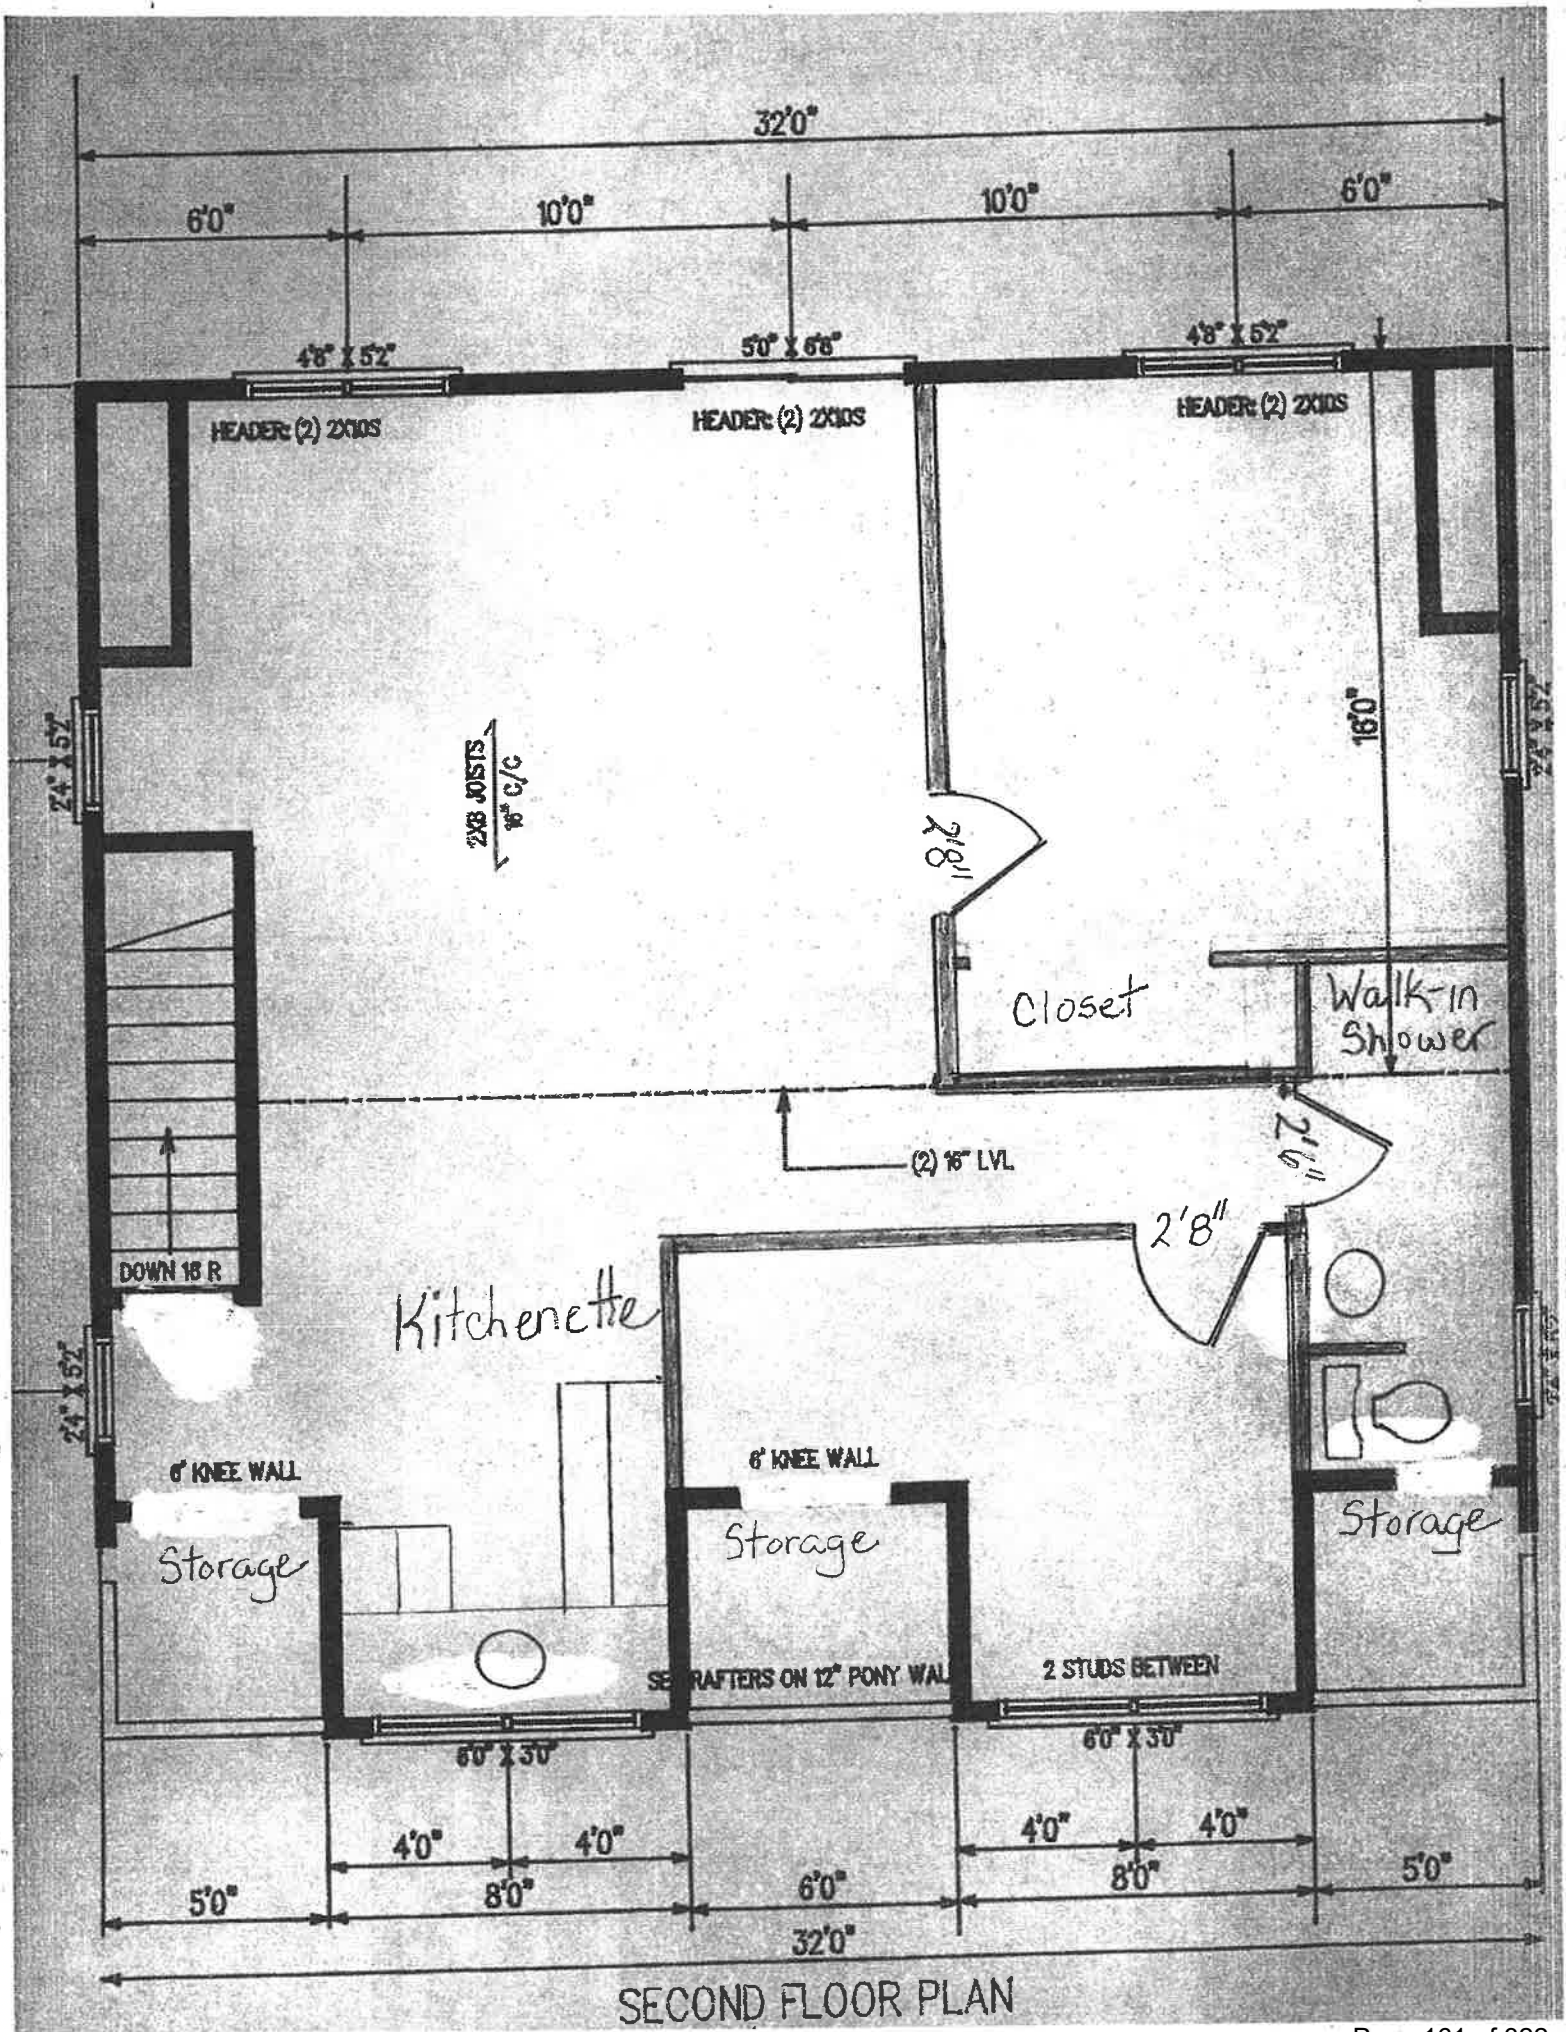 32'0"
6'0"
10'0"
10'0"
6'0"
4'8" X 5'2"
5'0" X 6'8"
4'8" X 5'2"
HEADER: (2) 2X10S
HEADER: (2) 2X10S
HEADER: (2) 2X10S
2'4" X 5'2"
2X8 JOISTS
16" C/C
16'0"
2'4" X 5'2"
2'8"
Closet
Walk-in
Shower
(2) 16" LVL
2'6"
2'8"
DOWN 16 R
Kitchenette
2'4" X 5'2"
6' KNEE WALL
6' KNEE WALL
Storage
Storage
Storage
RAFTERS ON 12" PONY WAL
2 STUDS BETWEEN
6'0" X 3'0"
6'0" X 3'0"
4'0"
4'0"
4'0"
4'0"
5'0"
8'0"
6'0"
8'0"
5'0"
32'0"
SECOND FLOOR PLAN